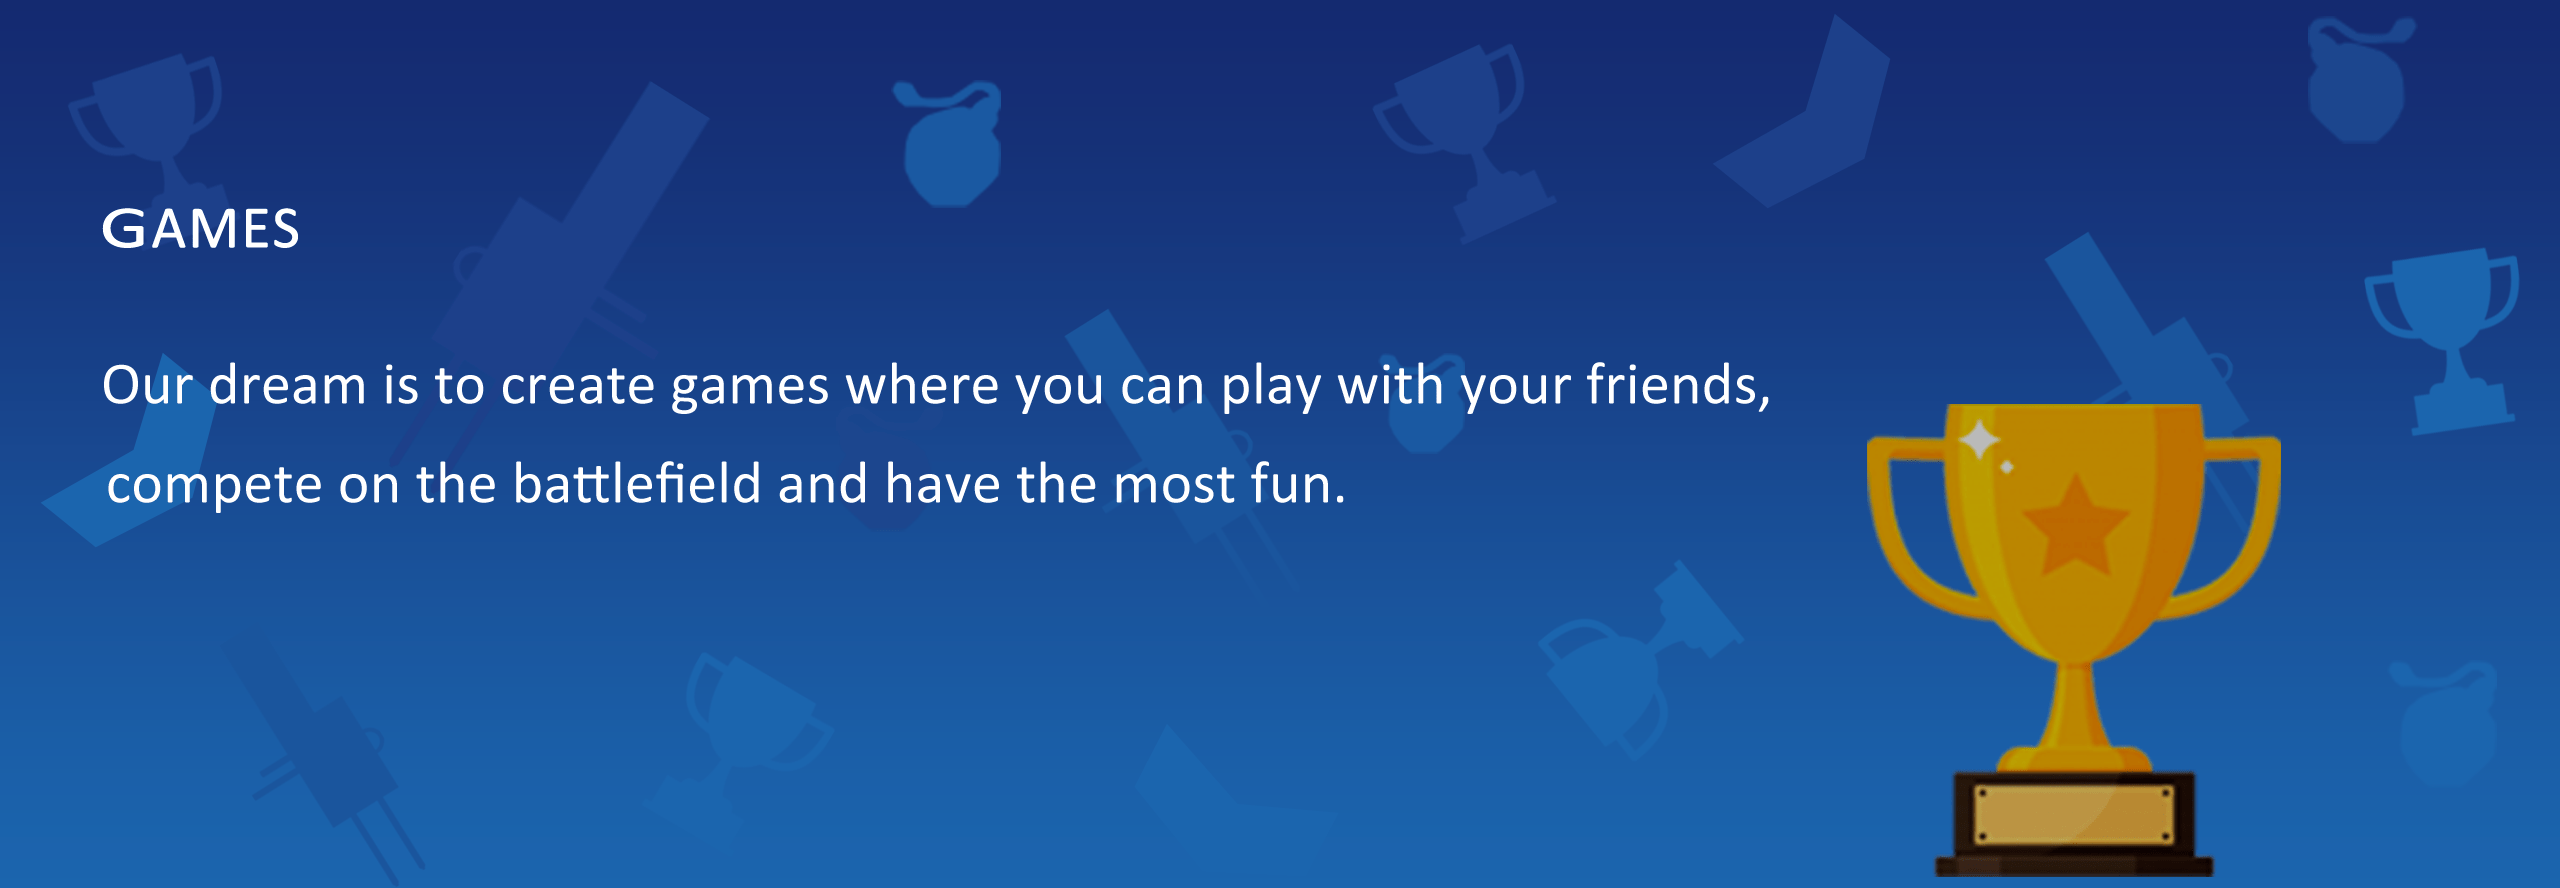 GAMES
Our dream is to create games where you can play with your friends,
compete on the battlefield and have the most fun.